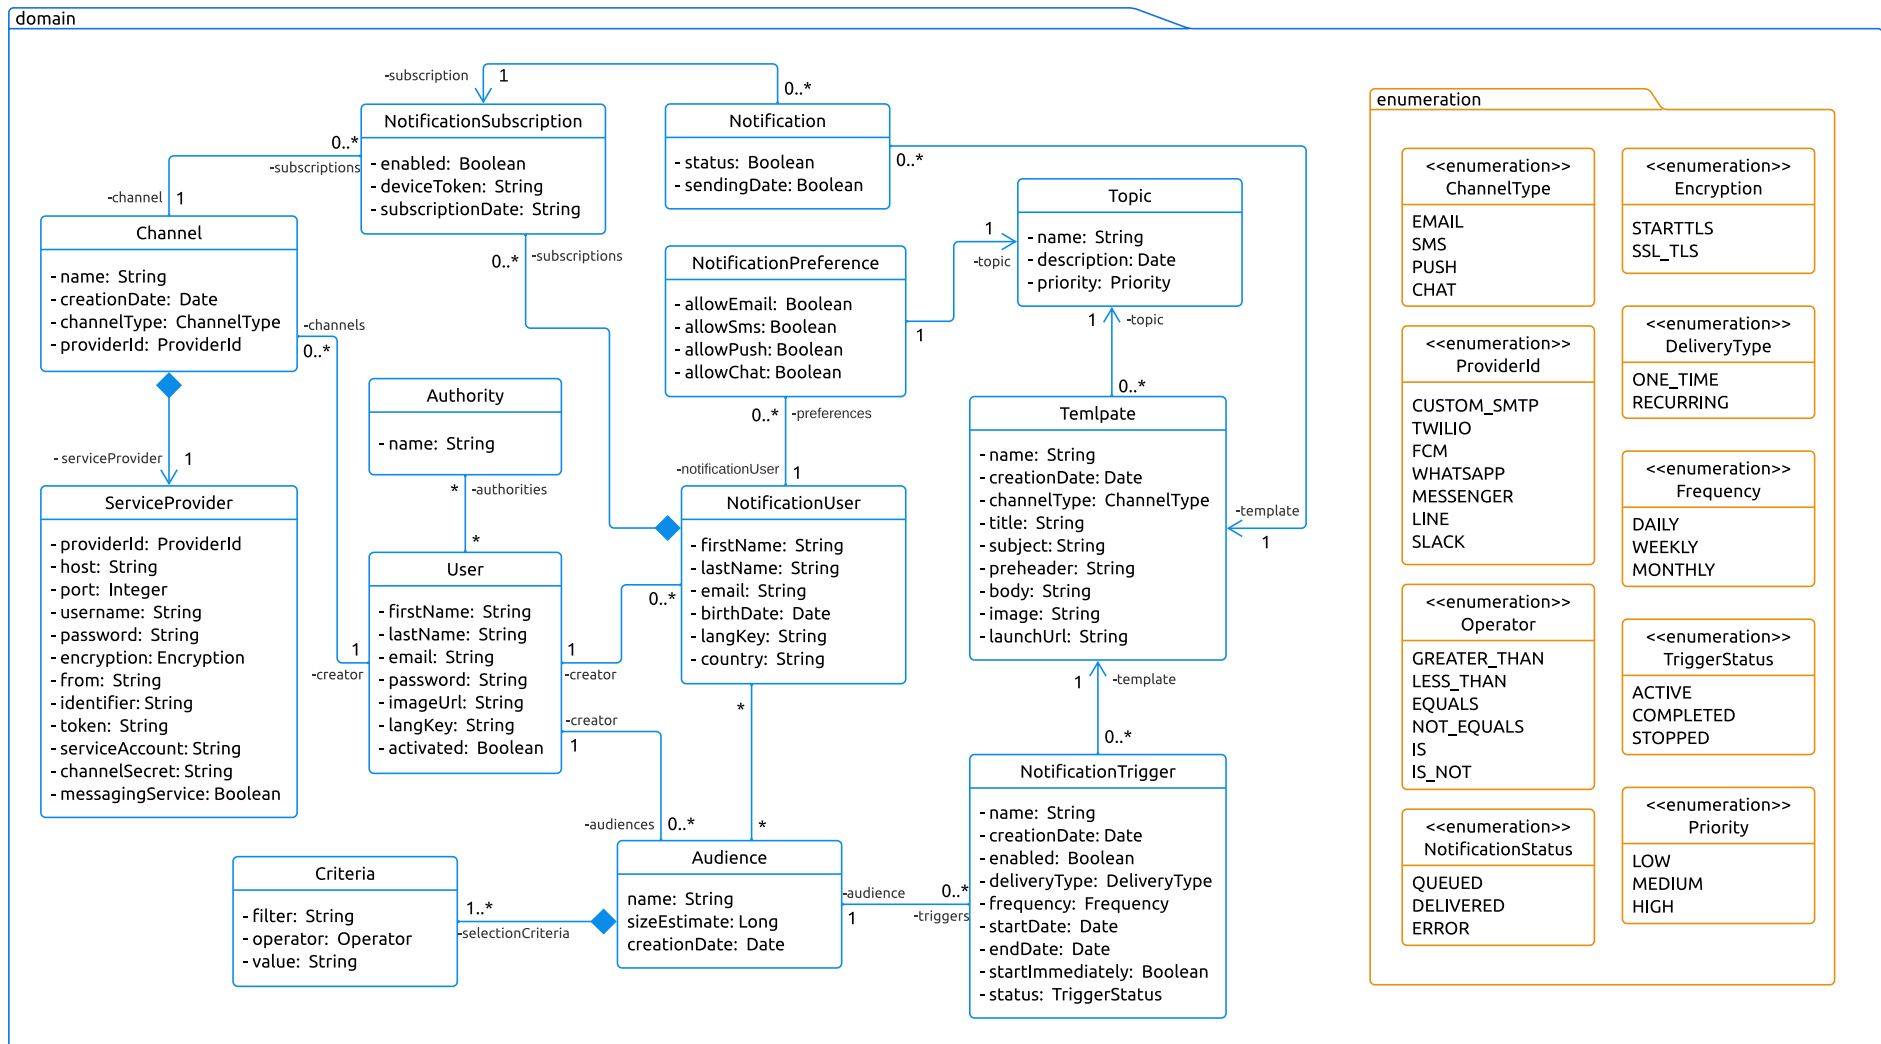 domain
-subscription
1
0..*
NotificationSubscription
- enabled: Boolean
- deviceToken: String
- subscriptionDate: String
Notification
- status: Boolean
- sendingDate: Boolean
0..*
0..*
-subscriptions
-channel
1
Channel
- name: String
- creationDate: Date
- channelType: ChannelType
- providerId: ProviderId
0..*
-subscriptions
NotificationPreference
- allowEmail: Boolean
- allowSms: Boolean
- allowPush: Boolean
- allowChat: Boolean
Topic
- name: String
- description: Date
- priority: Priority
1
-topic
1
-topic
0..*
-channels
0..*
Authority
- name: String
* -authorities
*
0..*
-preferences
-notificationUser
1
- serviceProvider
1
ServiceProvider
- providerId: ProviderId
- host: String
- port: Integer
- username: String
- password: String
- encryption: Encryption
- from: String
- identifier: String
- token: String
- serviceAccount: String
- channelSecret: String
- messagingService: Boolean
User
- firstName: String
- lastName: String
- email: String
- password: String
- imageUrl: String
- langKey: String
- activated: Boolean
1
-creator
1
-creator
0..*
-creator
1
NotificationUser
- firstName: String
- lastName: String
- email: String
- birthDate: Date
- langKey: String
- country: String
*
*
Temlpate
- name: String
- creationDate: Date
- channelType: ChannelType
- title: String
- subject: String
- preheader: String
- body: String
- image: String
- launchUrl: String
-template
1
1
-template
0..*
-audiences
0..*
Criteria
- filter: String
- operator: Operator
- value: String
1..*
-selectionCriteria
Audience
name: String
sizeEstimate: Long
creationDate: Date
-audience
1
0..*
-triggers
NotificationTrigger
- name: String
- creationDate: Date
- enabled: Boolean
- deliveryType: DeliveryType
- frequency: Frequency
- startDate: Date
- endDate: Date
- startImmediately: Boolean
- status: TriggerStatus
enumeration
<<enumeration>>
ChannelType
EMAIL
SMS
PUSH
CHAT
<<enumeration>>
Encryption
STARTTLS
SSL_TLS
<<enumeration>>
ProviderId
CUSTOM_SMTP
TWILIO
FCM
WHATSAPP
MESSENGER
LINE
SLACK
<<enumeration>>
DeliveryType
ONE_TIME
RECURRING
<<enumeration>>
Frequency
DAILY
WEEKLY
MONTHLY
<<enumeration>>
Operator
GREATER_THAN
LESS_THAN
EQUALS
NOT_EQUALS
IS
IS_NOT
<<enumeration>>
TriggerStatus
ACTIVE
COMPLETED
STOPPED
<<enumeration>>
NotificationStatus
QUEUED
DELIVERED
ERROR
<<enumeration>>
Priority
LOW
MEDIUM
HIGH